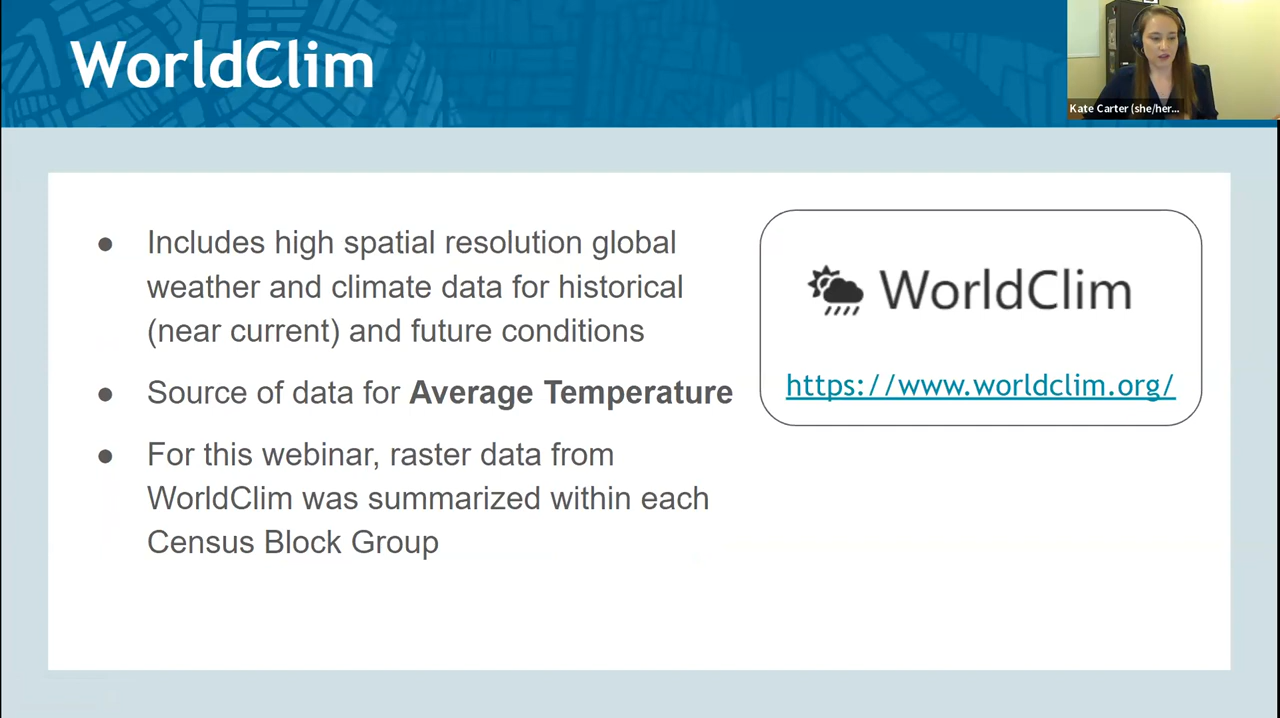 WorldClim
Kate Carter (she/her...
● Includes high spatial resolution global
weather and climate data for historical
(near current) and future conditions
● Source of data for Average Temperature
● For this webinar, raster data from
WorldClim was summarized within each
Census Block Group
WorldClim
https://www.worldclim.org/